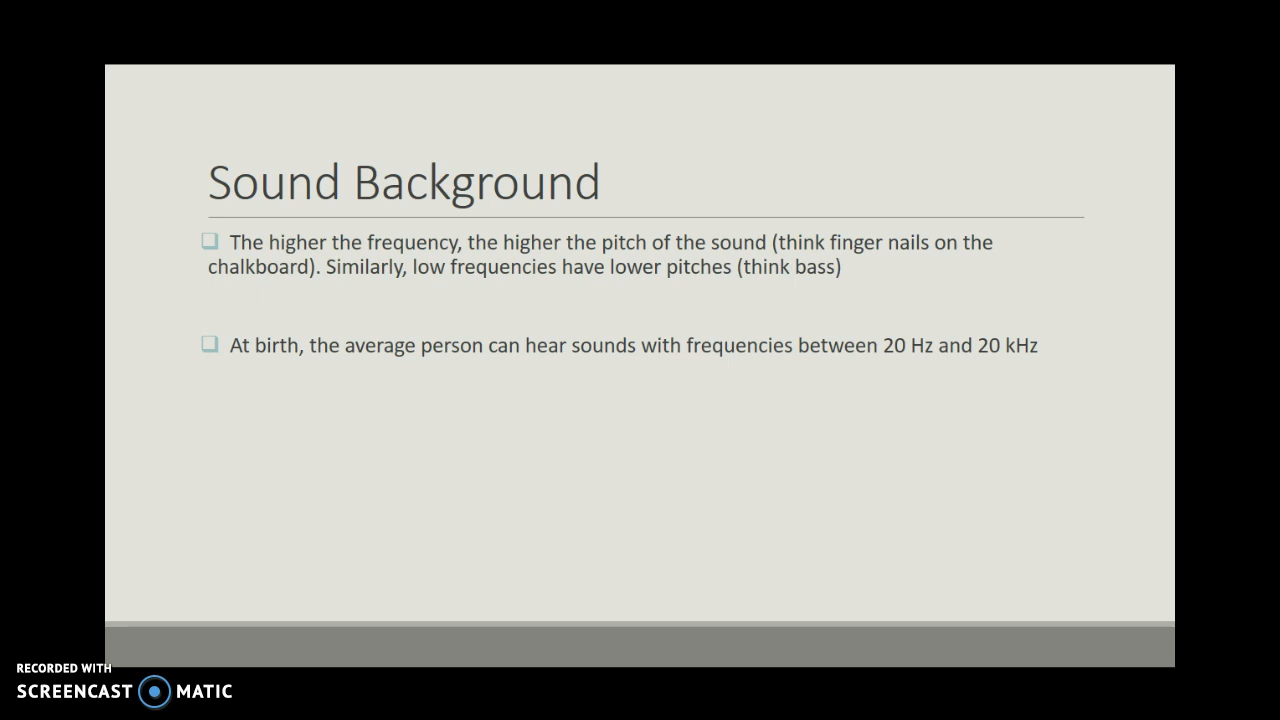 Sound Background
The higher the frequency, the higher the pitch of the sound (think finger nails on the
chalkboard). Similarly, low frequencies have lower pitches (think bass)
At birth, the average person can hear sounds with frequencies between 20 Hz and 20 kHz
RECORDED WITH
SCREENCAST MATIC